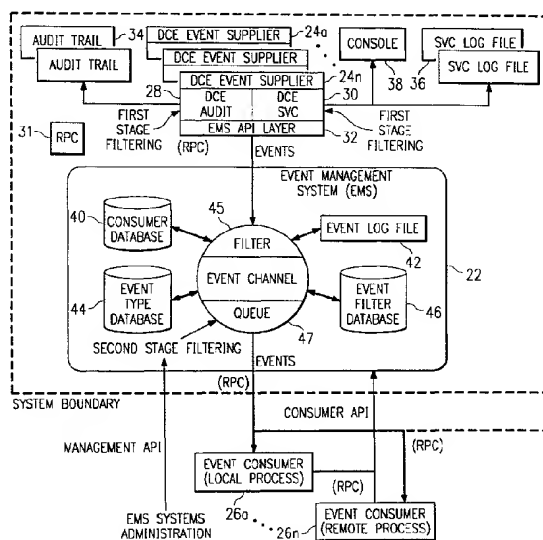 AUDIT TRAIL
34
AUDIT TRAIL
DCE EVENT SUPPLIER
24a
DCE EVENT SUPPLIER
DCE EVENT SUPPLIER
24n
CONSOLE
38
SVC LOG FILE
36
SVC LOG FILE
28
DCE
AUDIT
DCE
SVC
30
EMS API LAYER
32
31
RPC
FIRST
STAGE
FILTERING
(RPC)
EVENTS
FIRST
STAGE
FILTERING
EVENT MANAGEMENT
SYSTEM (EMS)
40
CONSUMER
DATABASE
45
FILTER
EVENT CHANNEL
QUEUE
47
EVENT LOG FILE
42
22
44
EVENT
TYPE
DATABASE
EVENT
FILTER
DATABASE
46
SECOND STAGE FILTERING
EVENTS
(RPC)
SYSTEM BOUNDARY
CONSUMER API
MANAGEMENT API
(RPC)
EVENT CONSUMER
(LOCAL PROCESS)
26a
(RPC)
EMS SYSTEMS
ADMINISTRATION
26n
EVENT CONSUMER
(REMOTE PROCESS)